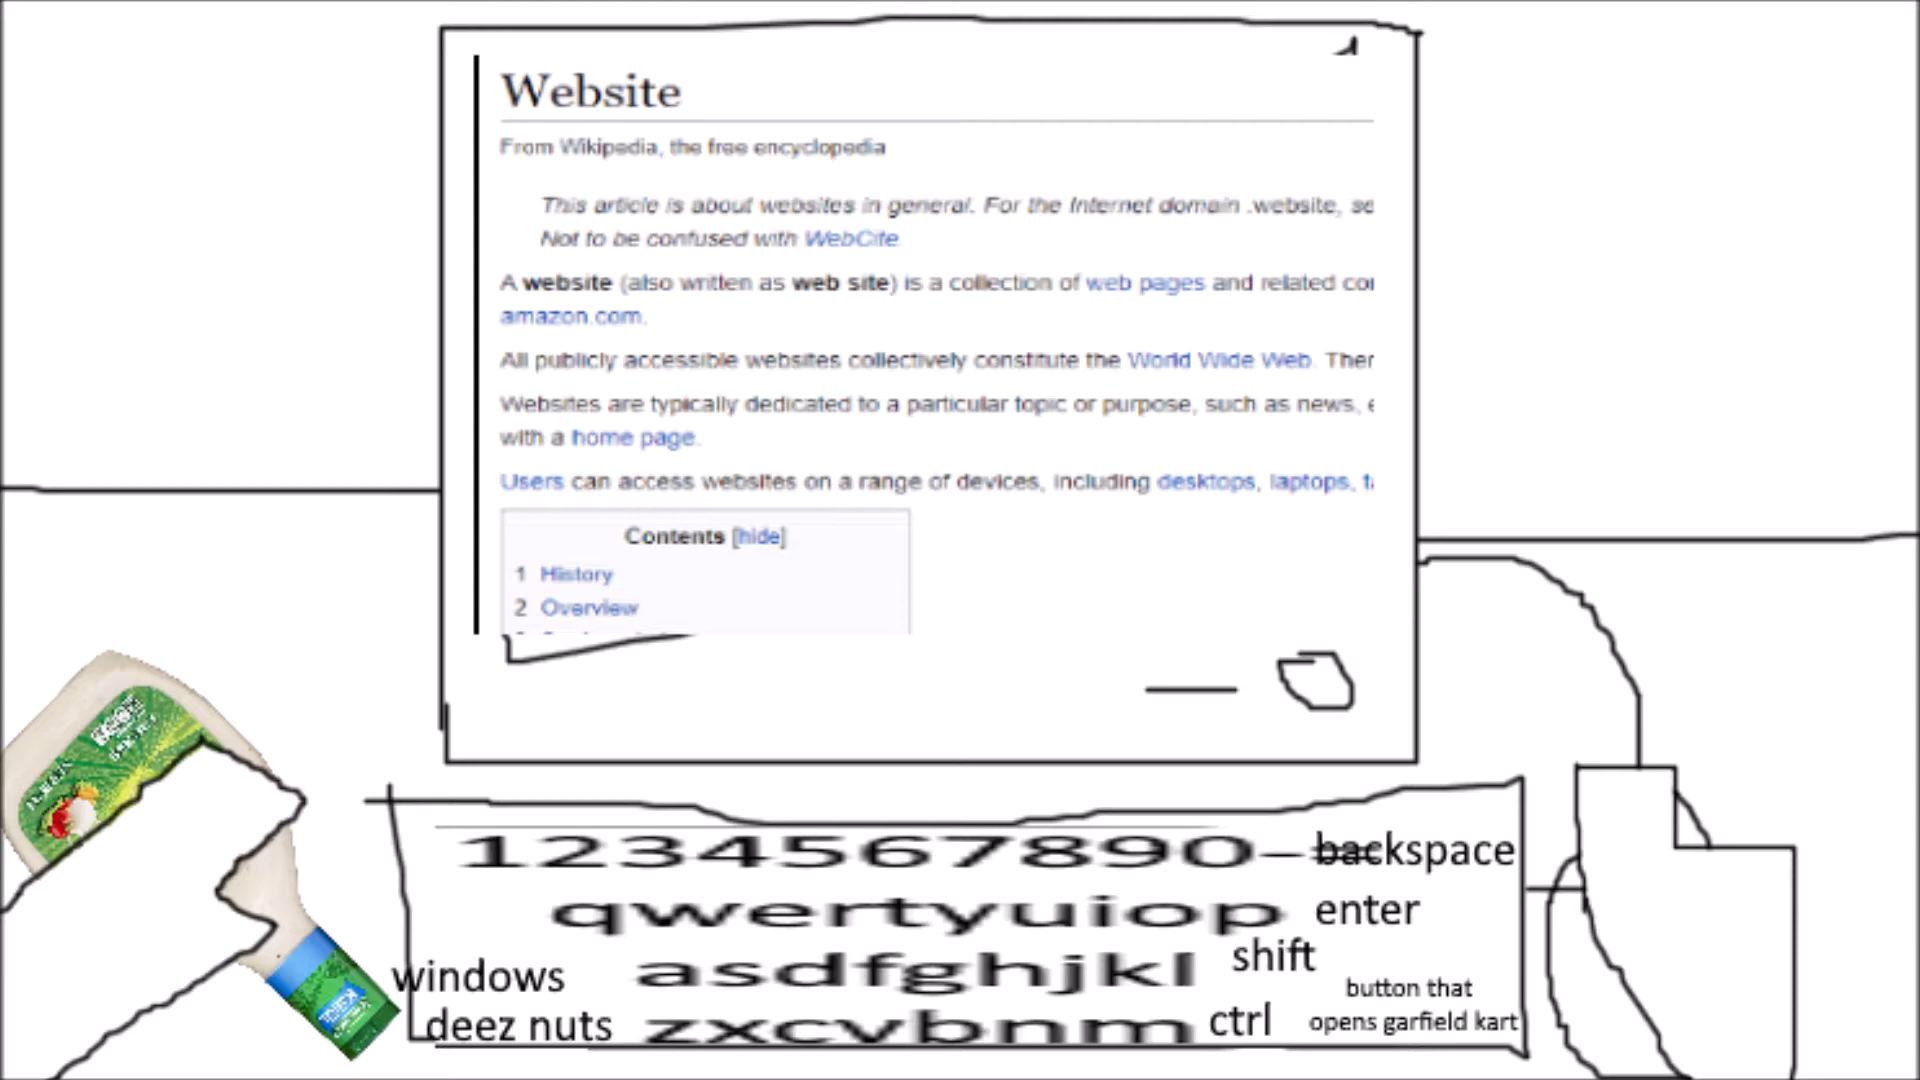 Website
From Wikipedia, the free encyclopedia
This article is about websites in general. For the Internet domain .website, se
Not to be confused with WebCite.
A website (also written as web site) is a collection of web pages and related co
amazon.com.
All publicly accessible websites collectively constitute the World Wide Web. Ther
Websites are typically dedicated to a particular topic or purpose, such as news, e
with a home page.
Users can access websites on a range of devices, including desktops, laptops, t
Contents [hide]
1 History
2 Overview
1234567890-= backspace
qwertyuiop enter
asdfghjkl shift
windows
button that
opens garfield kart
deez nuts zxcvbnm ctrl